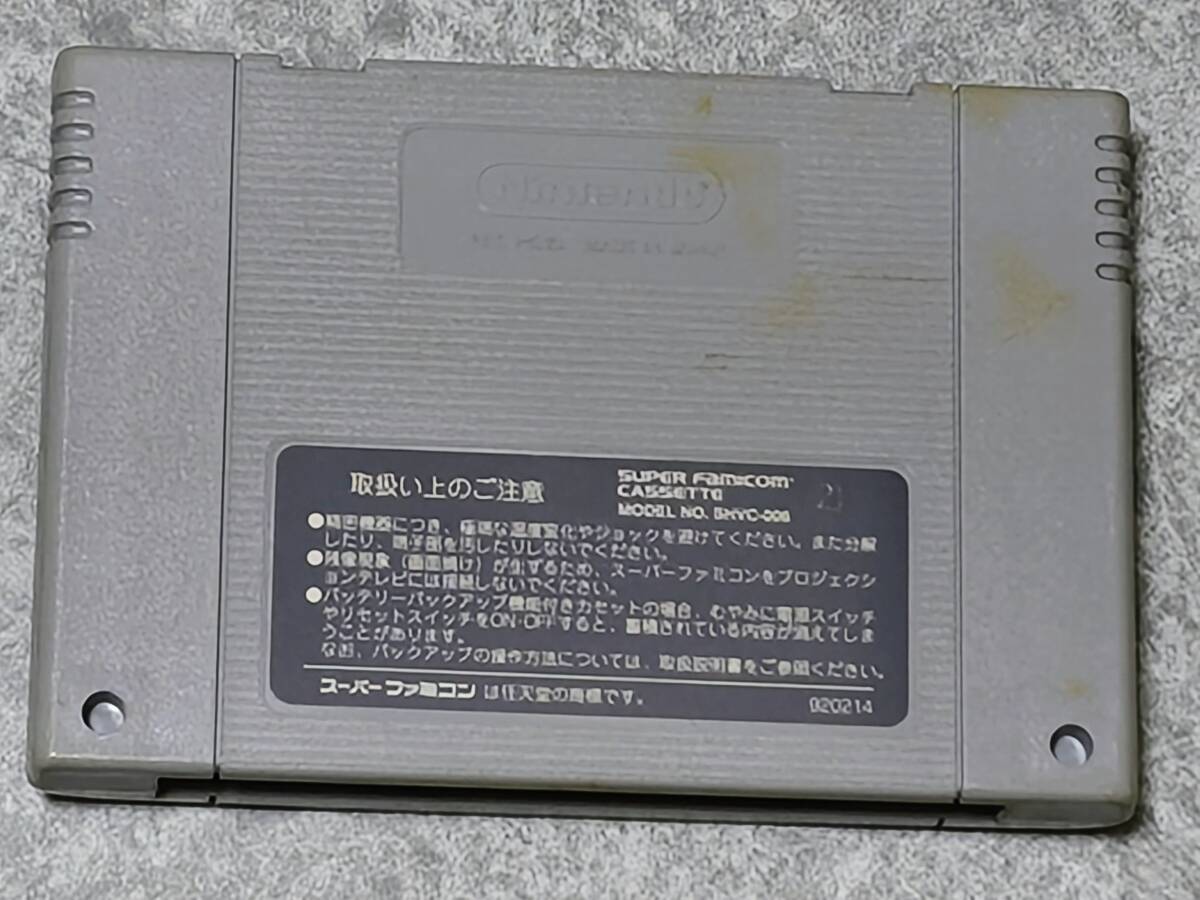 Nintendo
取扱い上のご注意
SUPER FAMICOM
CASSETTE
MODEL NO. SHVC-006
21
●精密機器につき、極端な温度変化やショックを避けてください。また分解
したり、端子部を汚したりしないでください。
●残像現象（画面焼け）が生ずるため、スーパーファミコンをプロジェクシ
ョンテレビには接続しないでください。
●バッテリーバックアップ機能付きカセットの場合、むやみに電源スイッチ
やリセットスイッチをON・OFFすると、蓄積されている内容が消えてしま
うことがあります。
なお、バックアップの操作方法については、取扱説明書をご参照ください。
スーパーファミコンは任天堂の商標です。
020214